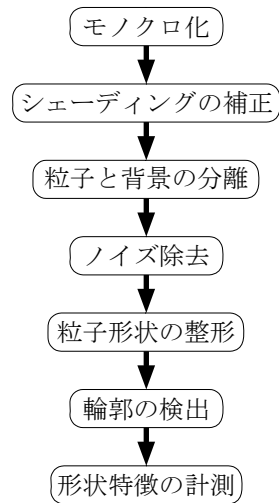 モノクロ化
シェーディングの補正
粒子と背景の分離
ノイズ除去
粒子形状の整形
輪郭の検出
形状特徴の計測